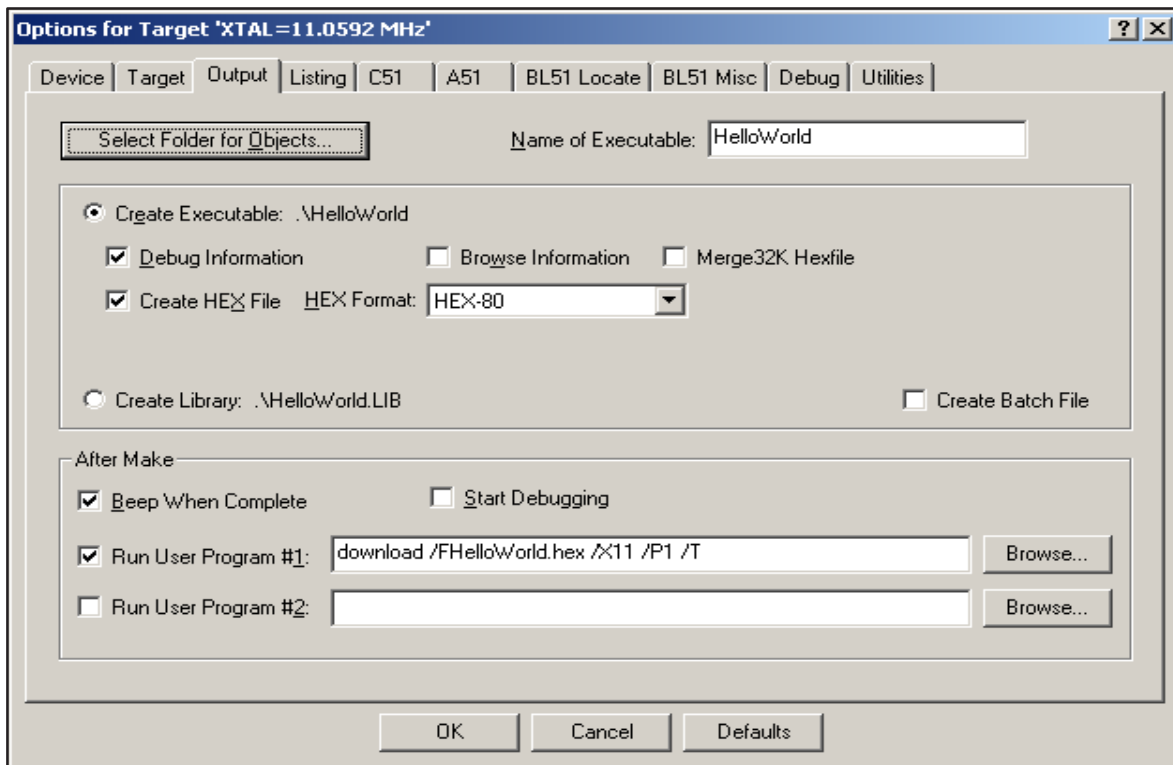 Options for Target 'XTAL=11.0592 MHz'
Device Target Output Listing C51 A51 BL51 Locate BL51 Misc Debug Utilities
Select Folder for Objects... Name of Executable: HelloWorld
Create Executable: .\HelloWorld
Debug Information Browse Information Merge32K Hexfile
Create HEX File HEX Format: HEX-80
Create Library: .\HelloWorld.LIB Create Batch File
After Make
Beep When Complete Start Debugging
Run User Program #1: download /FHelloWorld.hex /X11 /P1 /T Browse...
Run User Program #2: Browse...
OK Cancel Defaults